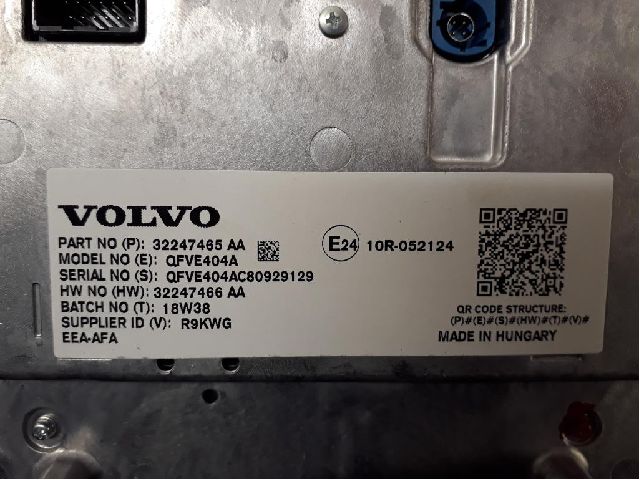 VOLVO
PART NO (P): 32247465 AA
MODEL NO (E): QFVE404A
SERIAL NO (S): QFVE404AC80929129
HW NO (HW): 32247466 AA
BATCH NO (T): 18W38
SUPPLIER ID (V): R9KWG
EEA-AFA
E24 10R-052124
QR CODE STRUCTURE:
(P)#(E)#(S)#(HW)#(T)#(V)#
MADE IN HUNGARY